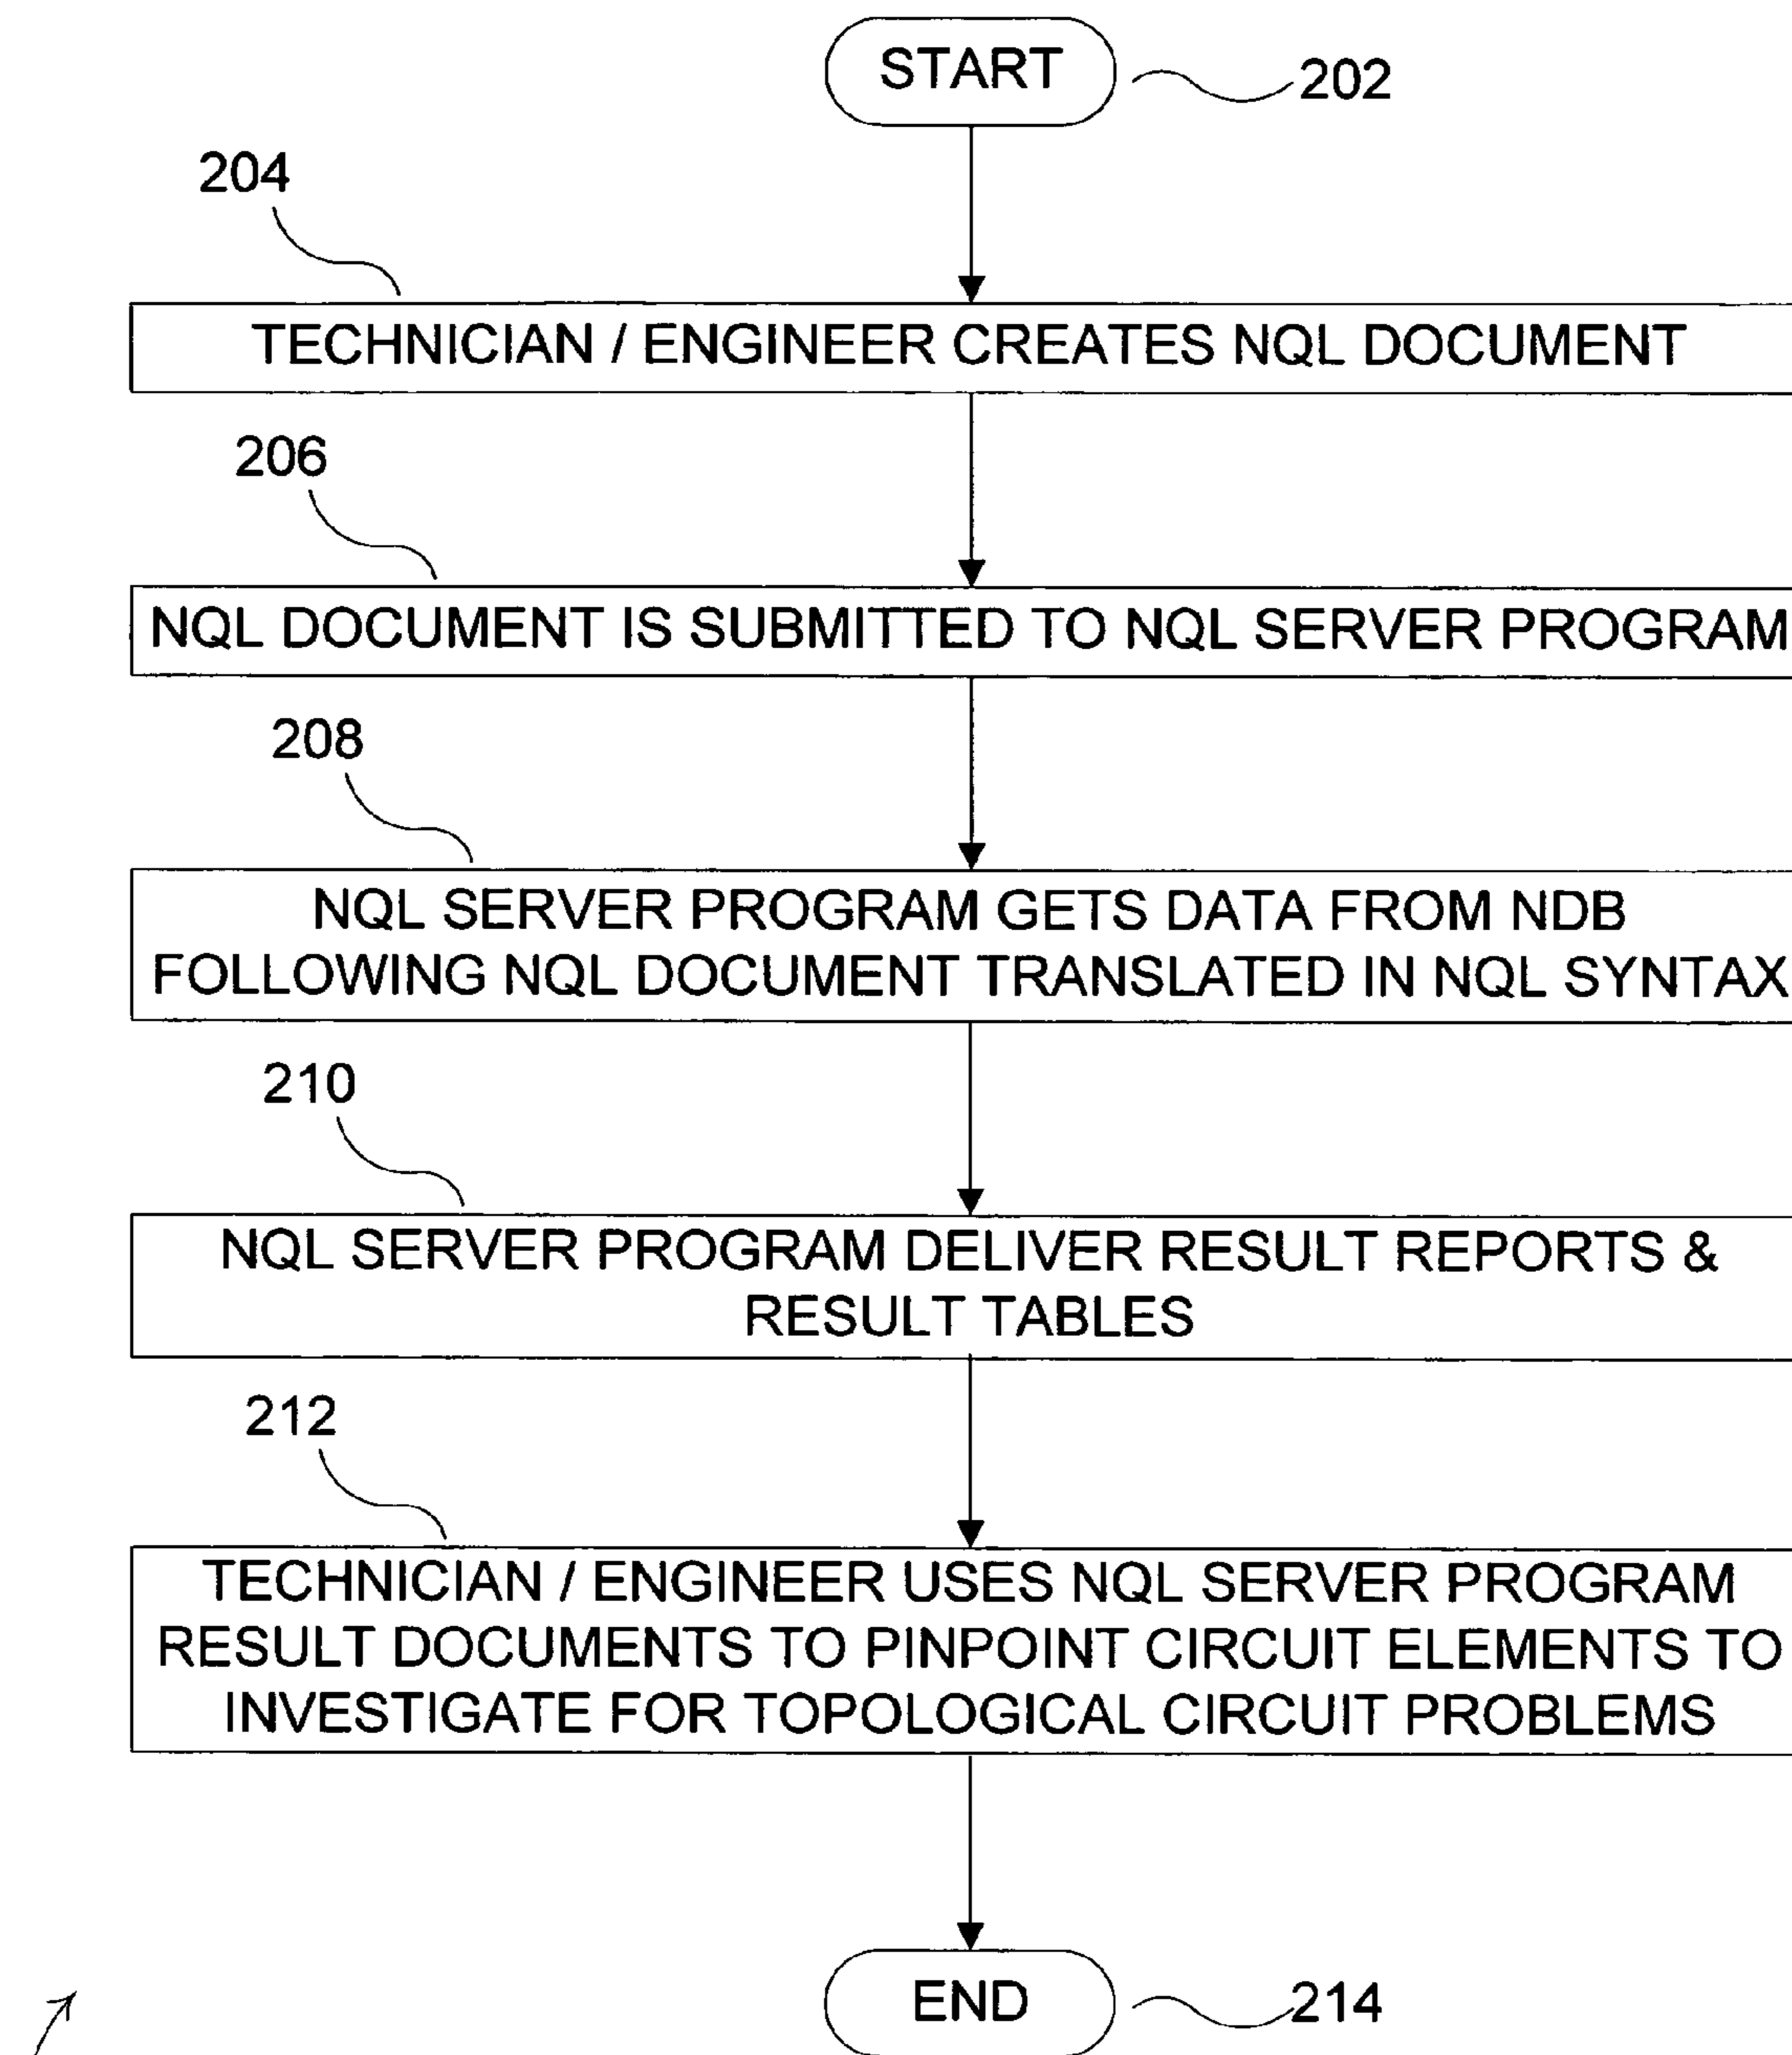 START
202
204
TECHNICIAN / ENGINEER CREATES NQL DOCUMENT
206
NQL DOCUMENT IS SUBMITTED TO NQL SERVER PROGRAM
208
NQL SERVER PROGRAM GETS DATA FROM NDB
FOLLOWING NQL DOCUMENT TRANSLATED IN NQL SYNTAX
210
NQL SERVER PROGRAM DELIVER RESULT REPORTS &
RESULT TABLES
212
TECHNICIAN / ENGINEER USES NQL SERVER PROGRAM
RESULT DOCUMENTS TO PINPOINT CIRCUIT ELEMENTS TO
INVESTIGATE FOR TOPOLOGICAL CIRCUIT PROBLEMS
END
214